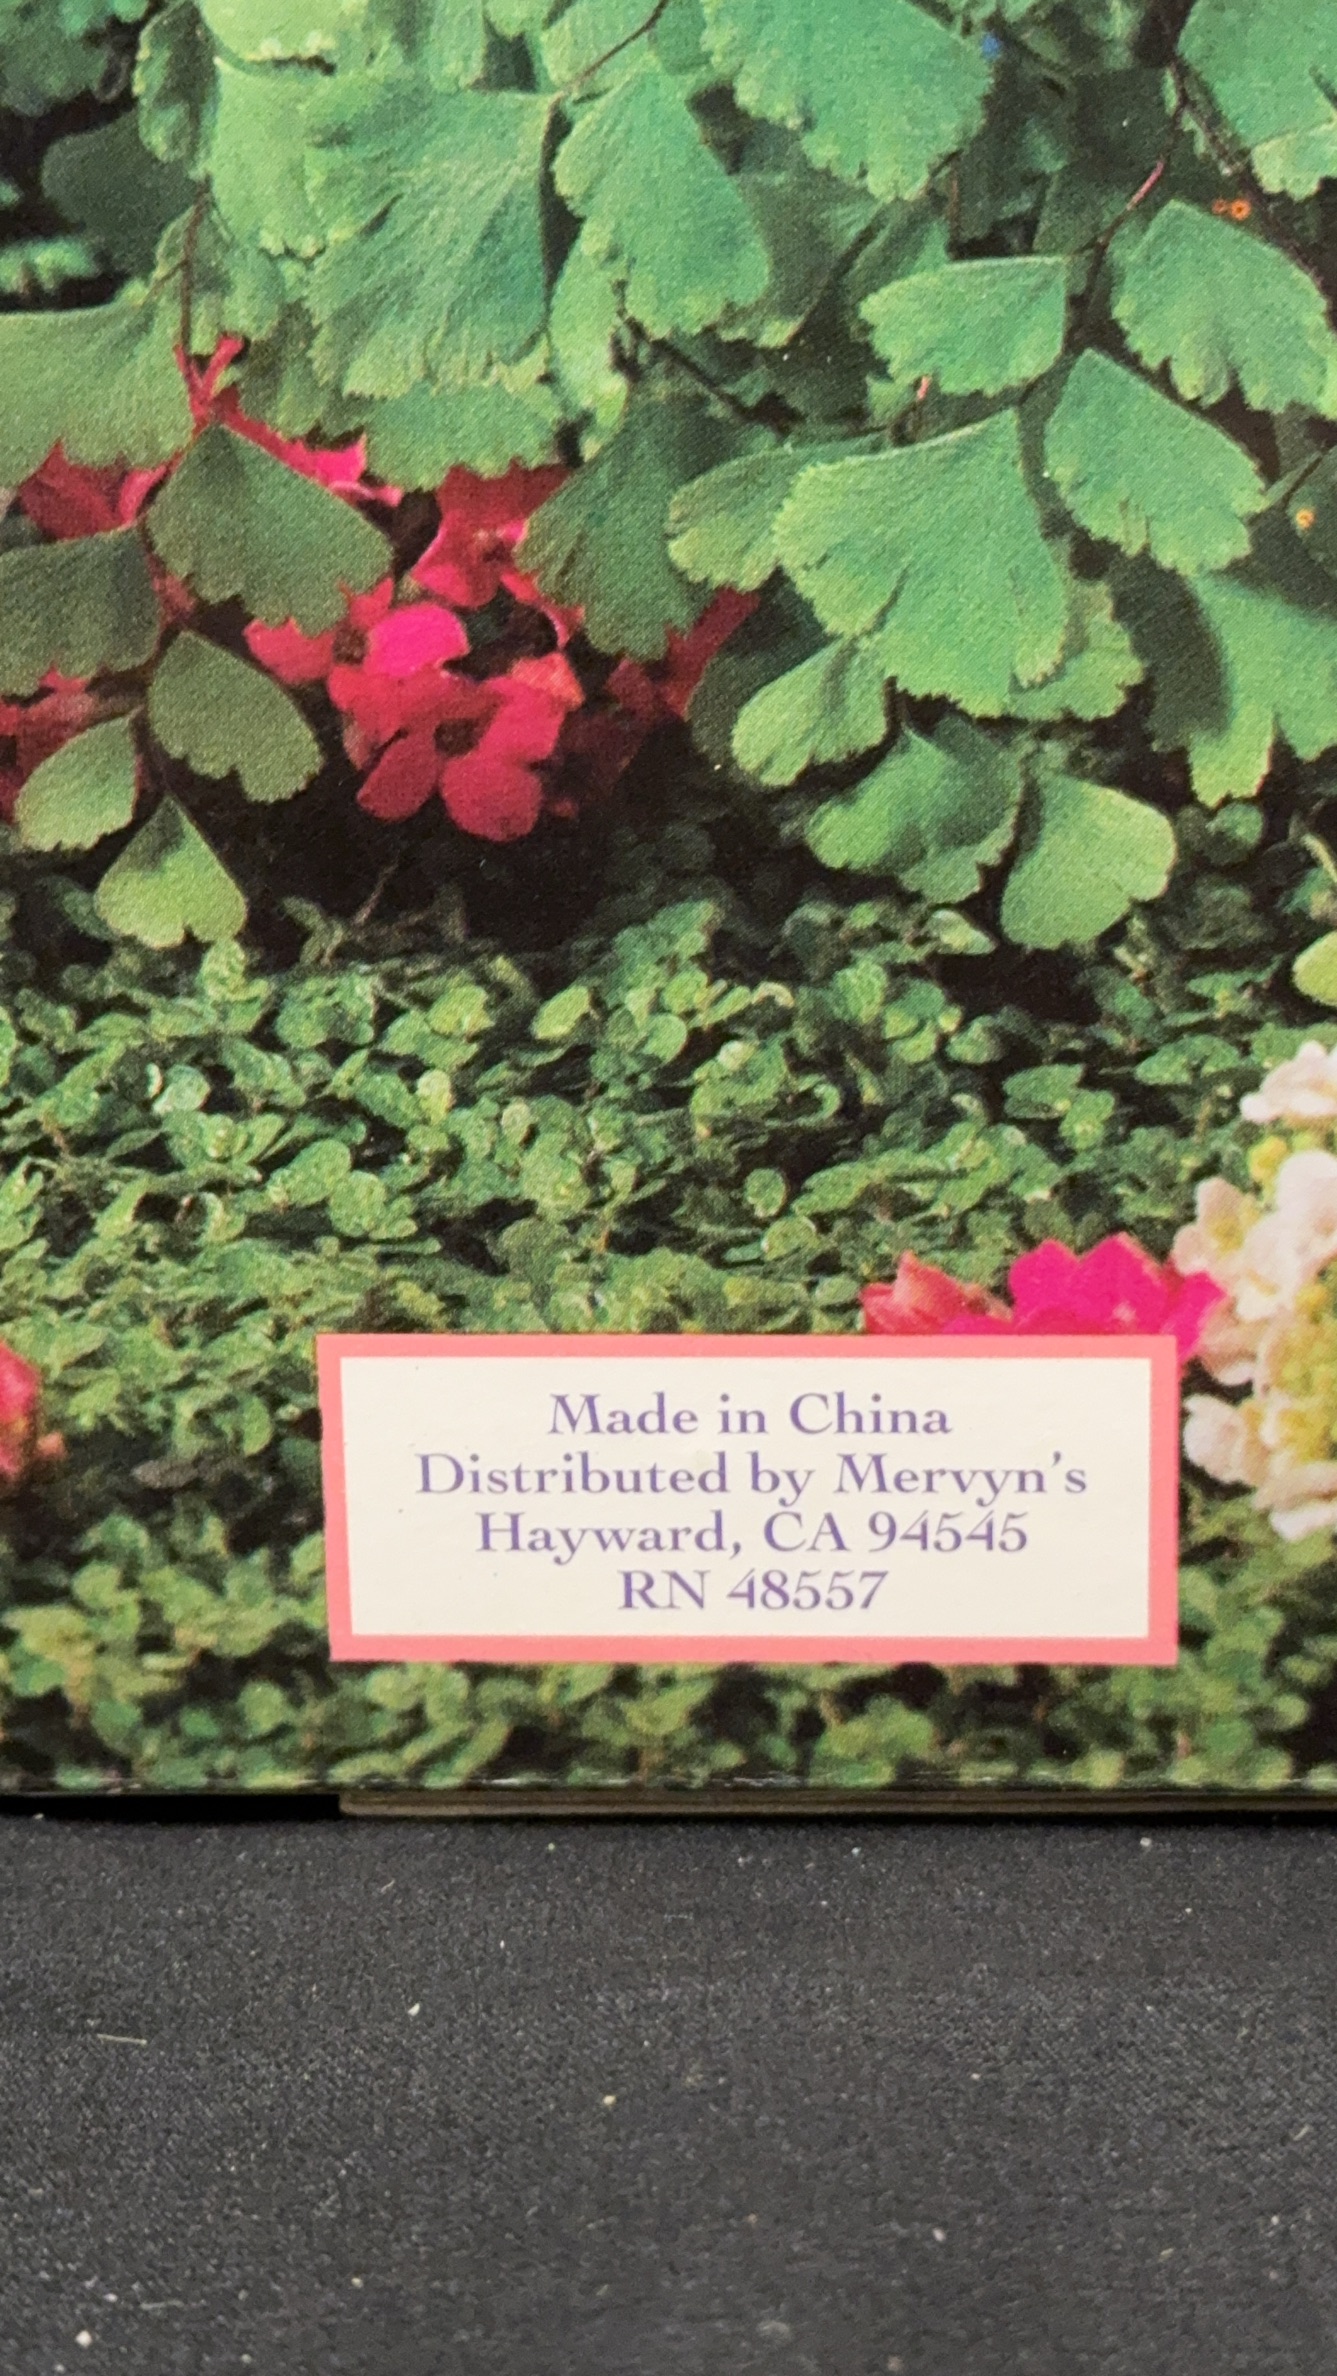 Made in China
Distributed by Mervyn's
Hayward, CA 94545
RN 48557